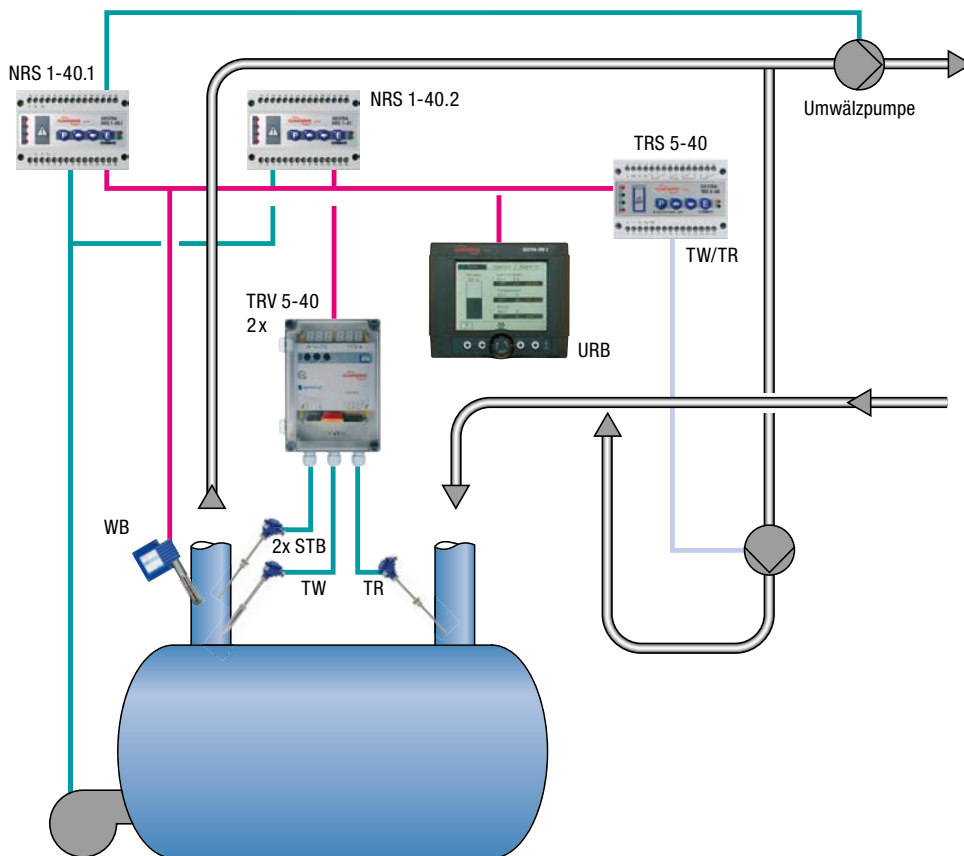 NRS 1-40.1
NRS 1-40.2
Umwälzpumpe
TRS 5-40
TW/TR
TRV 5-40
2x
URB
WB
2x STB
TW
TR